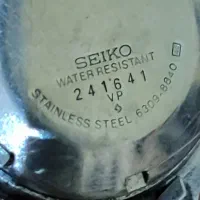 SEIKO
WATER RESISTANT
241641
VP
STAINLESS STEEL 6309-8840